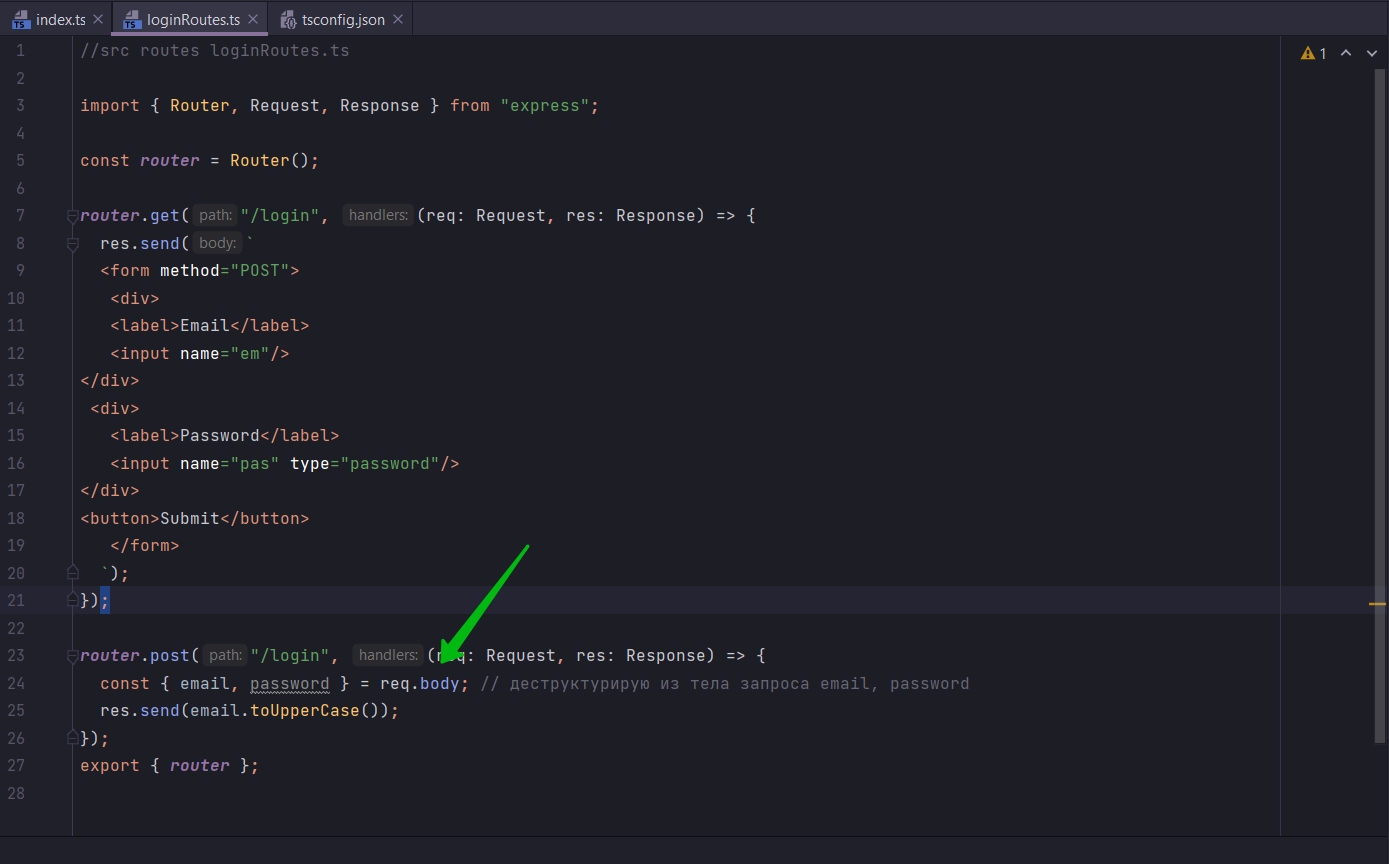 index.ts loginRoutes.ts tsconfig.json
1 //src routes loginRoutes.ts
2
3 import { Router, Request, Response } from "express";
4
5 const router = Router();
6
7 router.get( path: "/login", handlers: (req: Request, res: Response) => {
8 res.send( body: `
9 <form method="POST">
10 <div>
11 <label>Email</label>
12 <input name="em"/>
13 </div>
14 <div>
15 <label>Password</label>
16 <input name="pas" type="password"/>
17 </div>
18 <button>Submit</button>
19 </form>
20 `);
21 });
22
23 router.post( path: "/login", handlers: (req: Request, res: Response) => {
24 const { email, password } = req.body; // деструктурирую из тела запроса email, password
25 res.send(email.toUpperCase());
26 });
27 export { router };
28
1